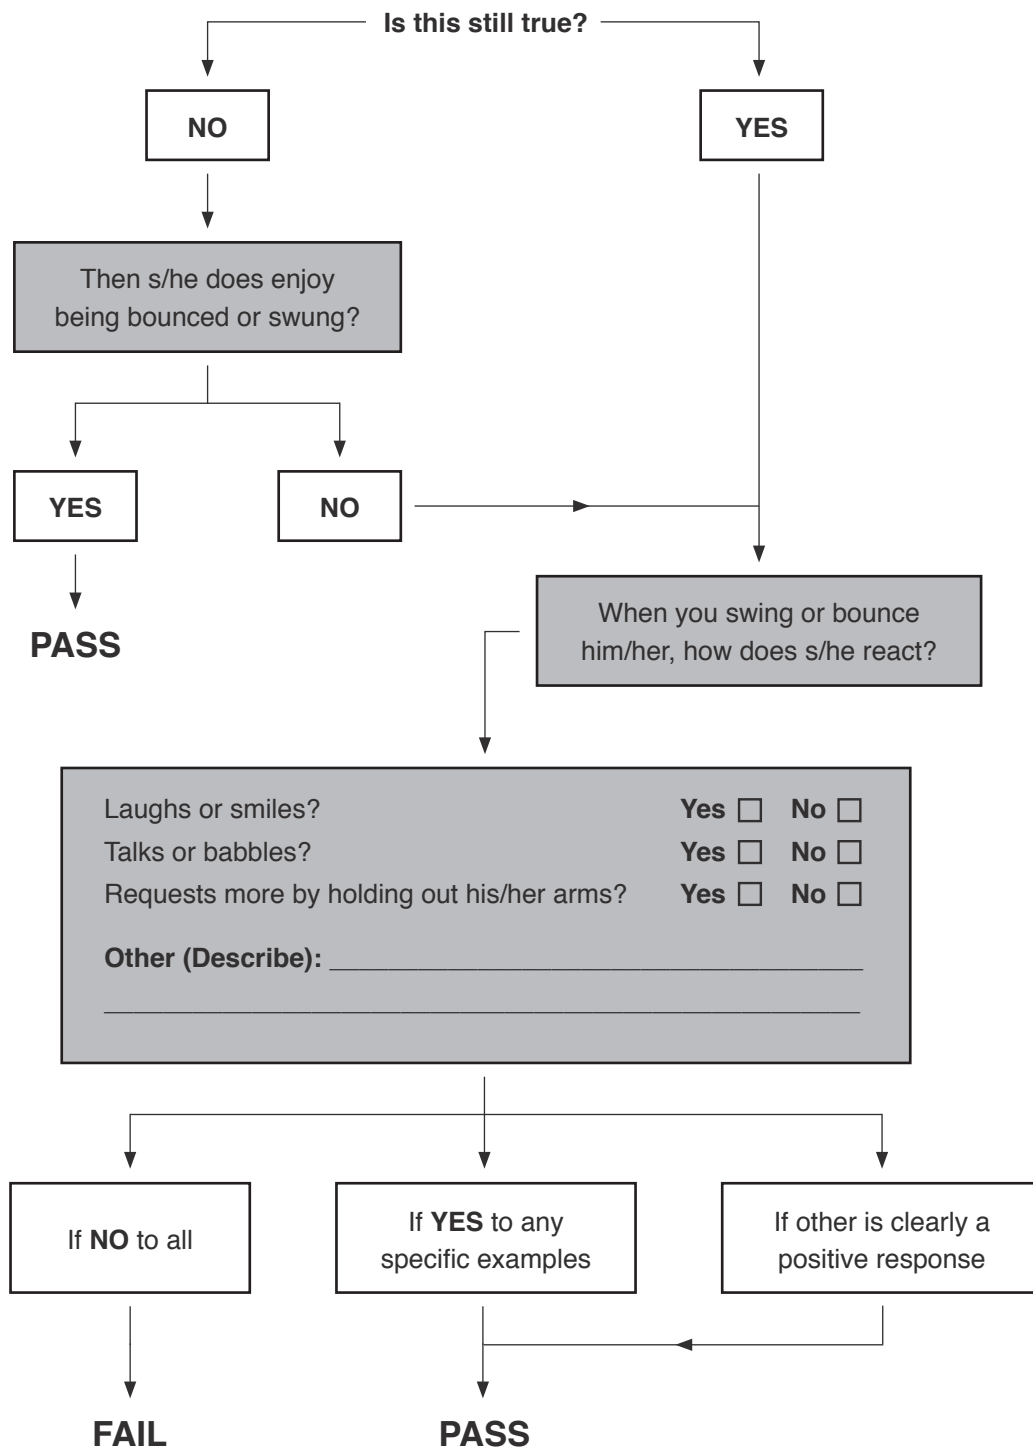 Is this still true?
NO
YES
Then s/he does enjoy
being bounced or swung?
YES
NO
PASS
When you swing or bounce
him/her, how does s/he react?
Laughs or smiles? Yes No
Talks or babbles? Yes No
Requests more by holding out his/her arms? Yes No
Other (Describe):
If NO to all
If YES to any
specific examples
If other is clearly a
positive response
FAIL
PASS